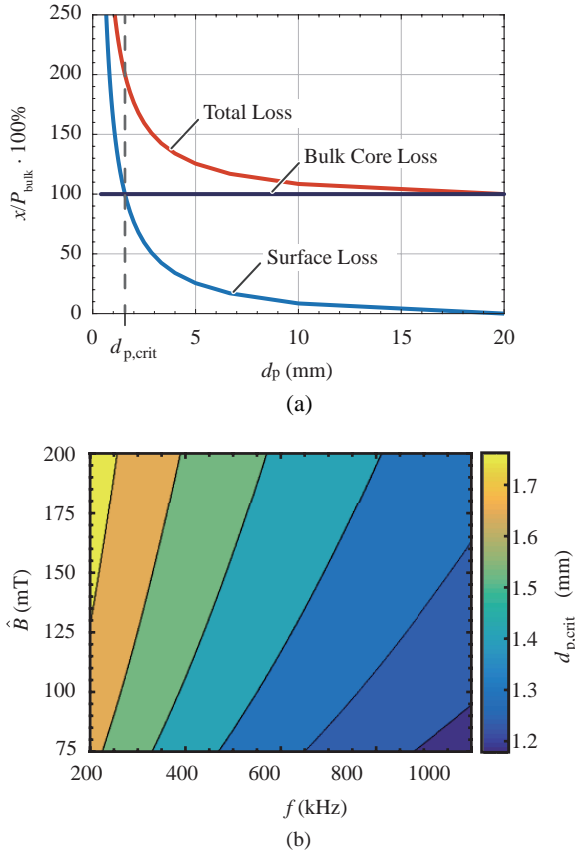 250
200
150
100
50
0
x/P_bulk · 100%
Total Loss
Bulk Core Loss
Surface Loss
0
5
10
15
20
d_p,crit
d_p (mm)
(a)
200
175
150
125
100
75
B̂ (mT)
200
400
600
800
1000
f (kHz)
1.7
1.6
1.5
1.4
1.3
1.2
d_p,crit (mm)
(b)